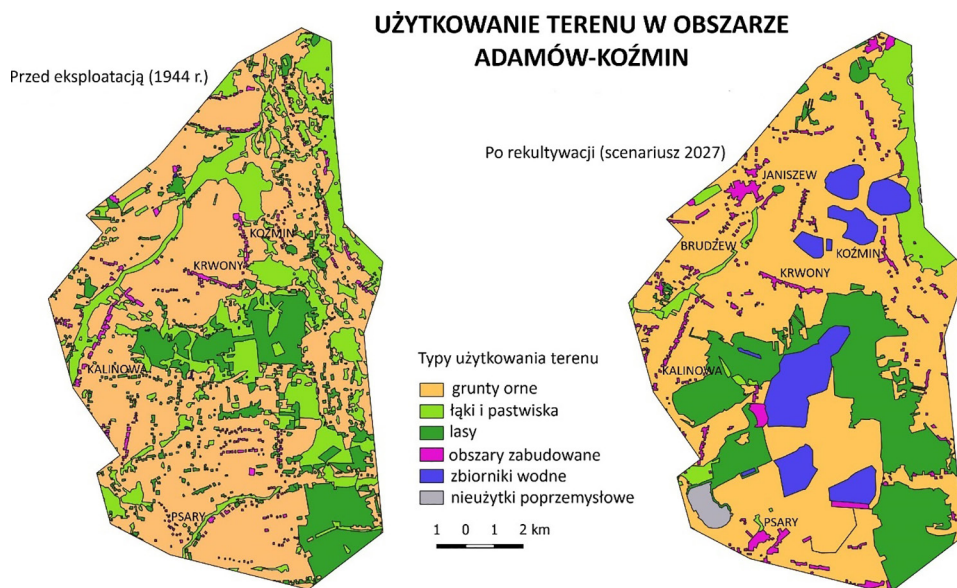 UŻYTKOWANIE TERENU W OBSZARZE
ADAMÓW-KOŹMIN
Przed eksploatacją (1944 r.)
Po rekultywacji (scenariusz 2027)
KOŹMIN
KRWONY
KALINOWA
PSARY
JANISZEW
BRUDZEW
KOŹMIN
KRWONY
KALINOWA
PSARY
Typy użytkowania terenu
grunty orne
łąki i pastwiska
lasy
obszary zabudowane
zbiorniki wodne
nieużytki poprzemysłowe
1 0 1 2 km